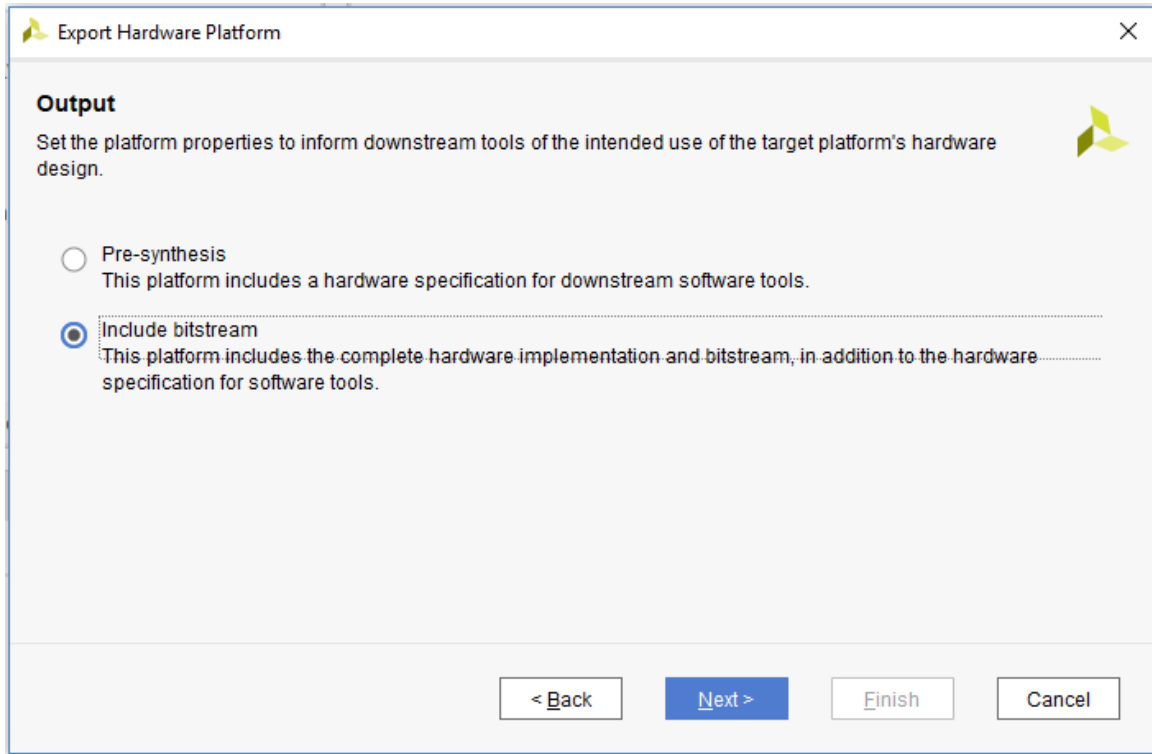 Export Hardware Platform
Output
Set the platform properties to inform downstream tools of the intended use of the target platform's hardware
design.
Pre-synthesis
This platform includes a hardware specification for downstream software tools.
Include bitstream
This platform includes the complete hardware implementation and bitstream, in addition to the hardware
specification for software tools.
< Back Next > Finish Cancel